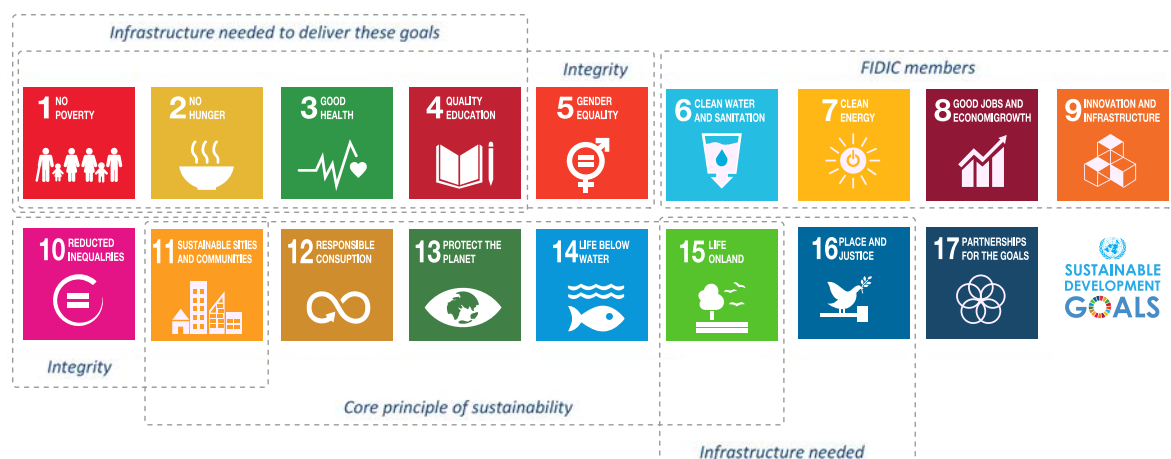 Infrastructure needed to deliver these goals
Integrity
FIDIC members
1 NO
POVERTY
2 NO
HUNGER
3 GOOD
HEALTH
4 QUALITY
EDUCATION
5 GENDER
EQUALITY
6 CLEAN WATER
AND SANITATION
7 CLEAN
ENERGY
8 GOOD JOBS AND
ECONOMIGROWTH
9 INNOVATION AND
INFRASTRUCTURE
10 REDUCTED
INEQUALRIES
11 SUSTAINABLE SITIES
AND COMMUNITIES
12 RESPONSIBLE
CONSUPTION
13 PROTECT THE
PLANET
14 LIFE BELOW
WATER
15 LIFE
ONLAND
16 PLACE AND
JUSTICE
17 PARTNERSHIPS
FOR THE GOALS
SUSTAINABLE
DEVELOPMENT
GOALS
Integrity
Core principle of sustainability
Infrastructure needed